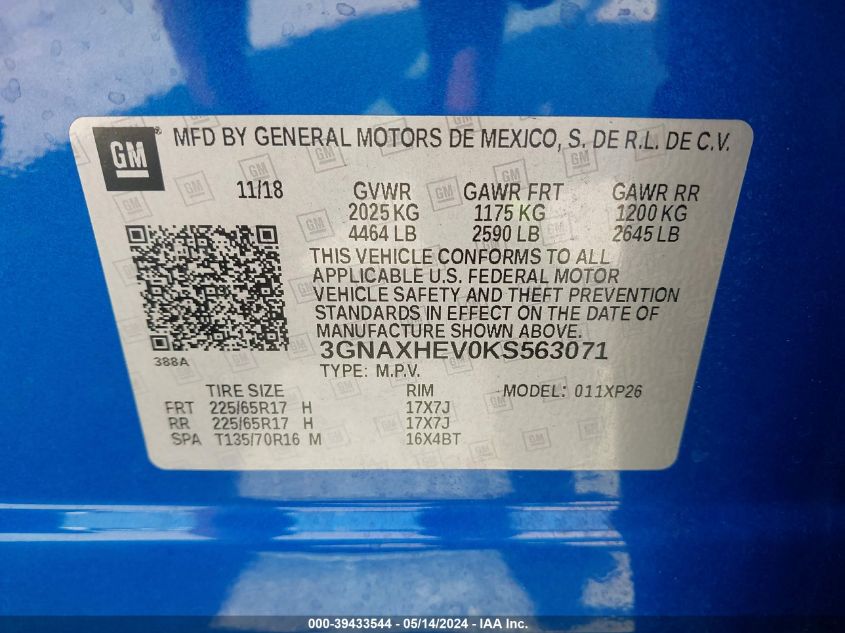 GM ® MFD BY GENERAL MOTORS DE MEXICO, S. DE R.L. DE C.V.
11/18 GVWR GAWR FRT GAWR RR
2025 KG 1175 KG 1200 KG
4464 LB 2590 LB 2645 LB
THIS VEHICLE CONFORMS TO ALL
APPLICABLE U.S. FEDERAL MOTOR
VEHICLE SAFETY AND THEFT PREVENTION
STANDARDS IN EFFECT ON THE DATE OF
MANUFACTURE SHOWN ABOVE.
388A 3GNAXHEV0KS563071
TYPE: M.P.V.
TIRE SIZE RIM MODEL: 011XP26
FRT 225/65R17 H 17X7J
RR 225/65R17 H 17X7J
SPA T135/70R16 M 16X4BT
000-39433544 - 05/14/2024 - IAA Inc.